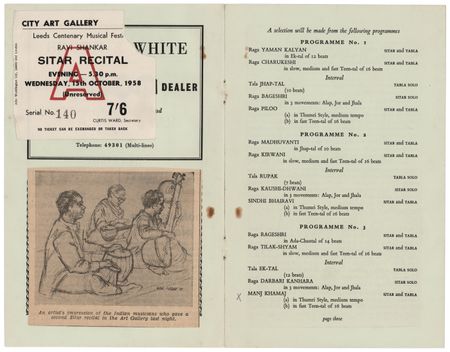 CITY ART GALLERY
Leeds Centenary Musical Festi
RAVI SHANKAR
SITAR RECITAL
EVENING — 5.30 p.m.
WEDNESDAY 15th OCTOBER, 1958
(Unreserved)
A
Serial No. 140
7'6
CURTIS WARD, Secretary
NO TICKET CAN BE EXCHANGED OR TAKEN BACK
WHITE
DEALER
Telephone: 49301 (Multi-lines)
An artist's impression of the Indian musicians who gave a
second Sitar recital in the Art Gallery last night.
A selection will be made from the following programmes
PROGRAMME No. 1
Raga YAMAN KALYAN SITAR and TABLA
in Ek-tal of 12 beats
Raga CHARUKESHI SITAR and TABLA
in slow, medium and fast Teen-tal of 16 beats
Interval
Tala JHAP-TAL TABLA SOLO
(10 beats)
Raga BAGESHRI SITAR SOLO
in 3 movements: Alap, Jor and Jhala
Raga PILOO SITAR and TABLA
(a) in Thumri Style, medium tempo
(b) in fast Teen-tal of 16 beats
PROGRAMME No. 2
Raga MADHUVANTI SITAR and TABLA
in Jhap-tal of 10 beats
Raga KIRWANI SITAR and TABLA
in slow, medium and fast Teen-tal of 16 beats
Interval
Tala RUPAK TABLA SOLO
(7 beats)
Raga KAUSHI-DHWANI SITAR SOLO
in 3 movements: Alap, Jor and Jhala
SINDHI BHAIRAVI SITAR and TABLA
(a) in Thumri Style, medium tempo
(b) in fast Teen-tal of 16 beats
PROGRAMME No. 3
Raga RAGESHRI SITAR and TABLA
in Ada-Chautal of 14 beats
Raga TILAK-SHYAM SITAR and TABLA
in slow, medium and fast Teen-tal of 16 beats
Interval
Tala EK-TAL TABLA SOLO
(12 beats)
Raga DARBARI KANHARA SITAR SOLO
in 3 movements: Alap, Jor and Jhala
X MANJ KHAMAJ SITAR and TABLA
(a) in Thumri Style, medium tempo
(b) in fast Teen-tal of 16 beats
page three